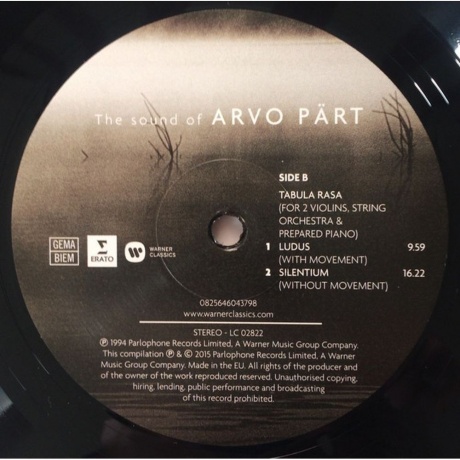 The sound of ARVO PÄRT
SIDE B
TABULA RASA
(FOR 2 VIOLINS, STRING
ORCHESTRA &
PREPARED PIANO)
1 LUDUS 9.59
(WITH MOVEMENT)
2 SILENTIUM 16.22
(WITHOUT MOVEMENT)
GEMA
BIEM
ERATO
WARNER
CLASSICS
0825646043798
www.warnerclassics.com
STEREO - LC 02822
℗ 1994 Parlophone Records Limited, A Warner Music Group Company.
This compilation ℗ & © 2015 Parlophone Records Limited, A Warner
Music Group Company. Made in the EU. All rights of the producer and
of the owner of the work reproduced reserved. Unauthorised copying,
hiring, lending, public performance and broadcasting
of this record prohibited.